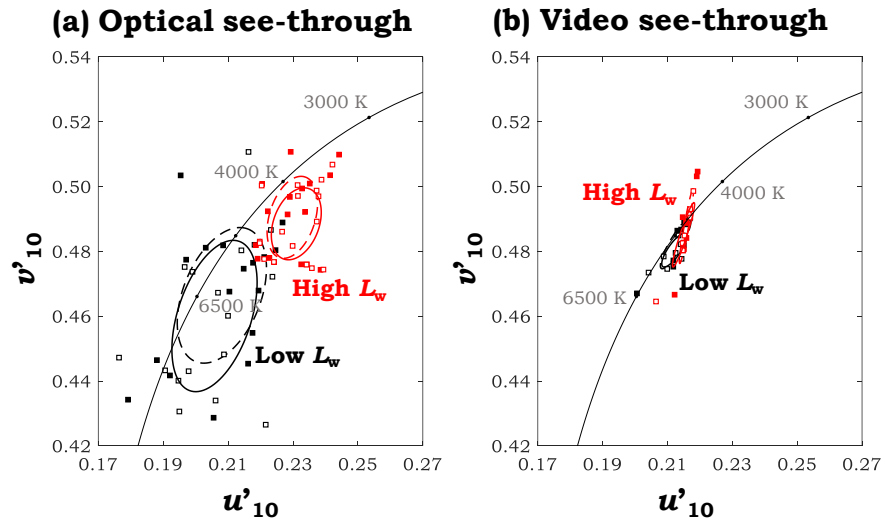 (a) Optical see-through
0.54
0.52
0.50
0.48
0.46
0.44
0.42
v'10
3000 K
4000 K
6500 K
High Lw
Low Lw
0.17
0.19
0.21
0.23
0.25
0.27
u'10
(b) Video see-through
0.54
0.52
0.50
0.48
0.46
0.44
0.42
v'10
3000 K
4000 K
6500 K
High Lw
Low Lw
0.17
0.19
0.21
0.23
0.25
0.27
u'10